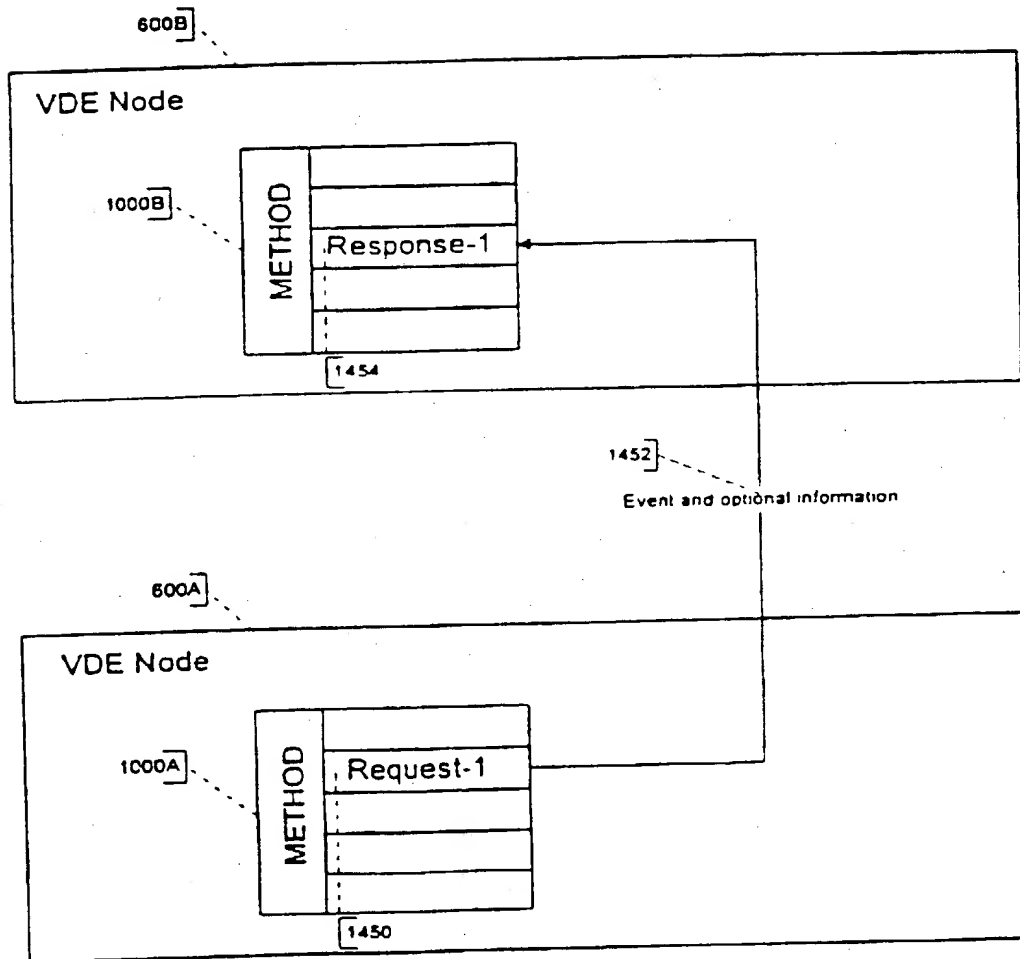 600B
VDE Node
1000B
METHOD
Response-1
1454
1452
Event and optional information
600A
VDE Node
1000A
METHOD
Request-1
1450